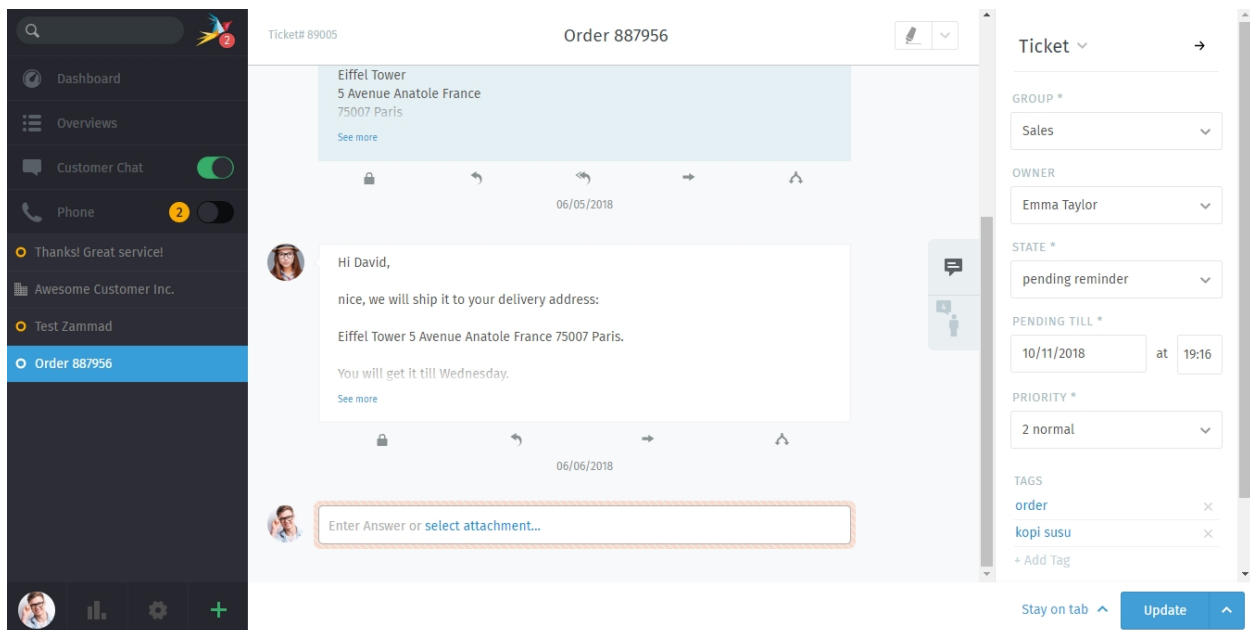 2
Dashboard
Overviews
Customer Chat
Phone 2
Thanks! Great service!
Awesome Customer Inc.
Test Zammad
Order 887956
Ticket# 89005
Order 887956
Eiffel Tower
5 Avenue Anatole France
75007 Paris
See more
06/05/2018
Hi David,
nice, we will ship it to your delivery address:
Eiffel Tower 5 Avenue Anatole France 75007 Paris.
You will get it till Wednesday.
See more
06/06/2018
Enter Answer or select attachment...
Ticket
GROUP *
Sales
OWNER
Emma Taylor
STATE *
pending reminder
PENDING TILL *
10/11/2018 at 19:16
PRIORITY *
2 normal
TAGS
order
kopi susu
+ Add Tag
Stay on tab
Update